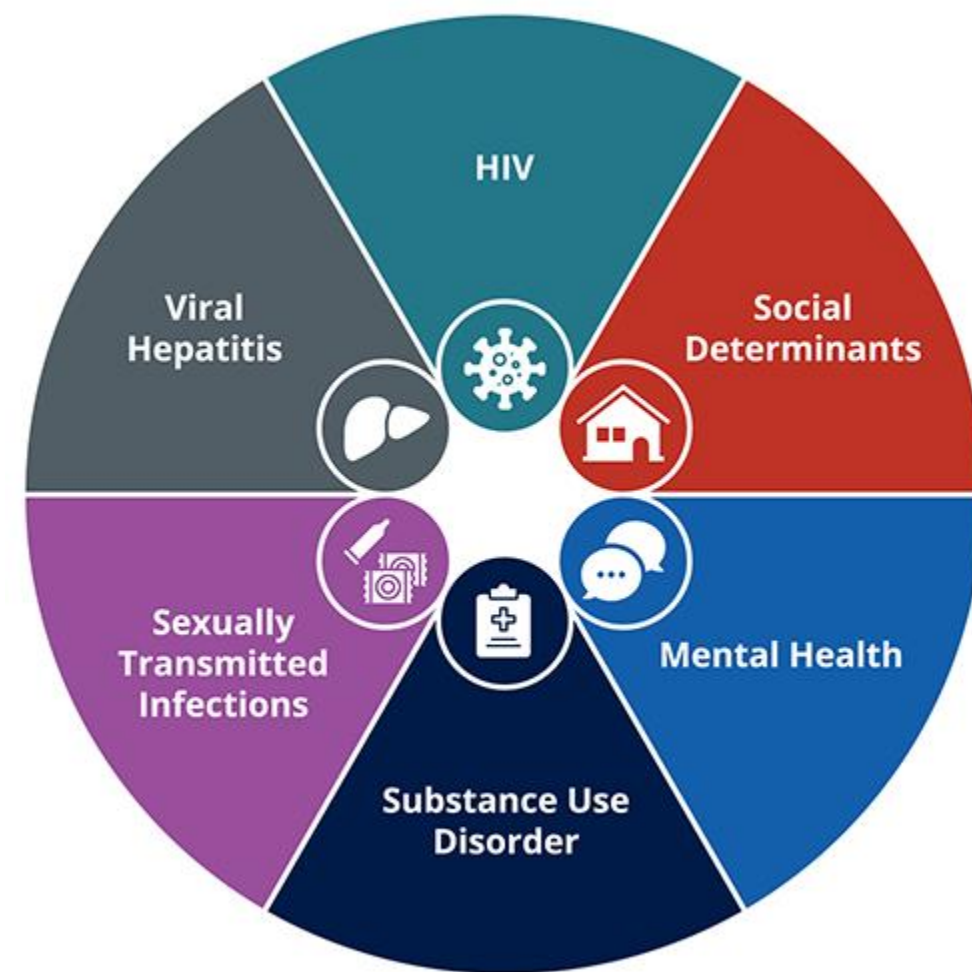 HIV
Social
Determinants
Mental Health
Substance Use
Disorder
Sexually
Transmitted
Infections
Viral
Hepatitis